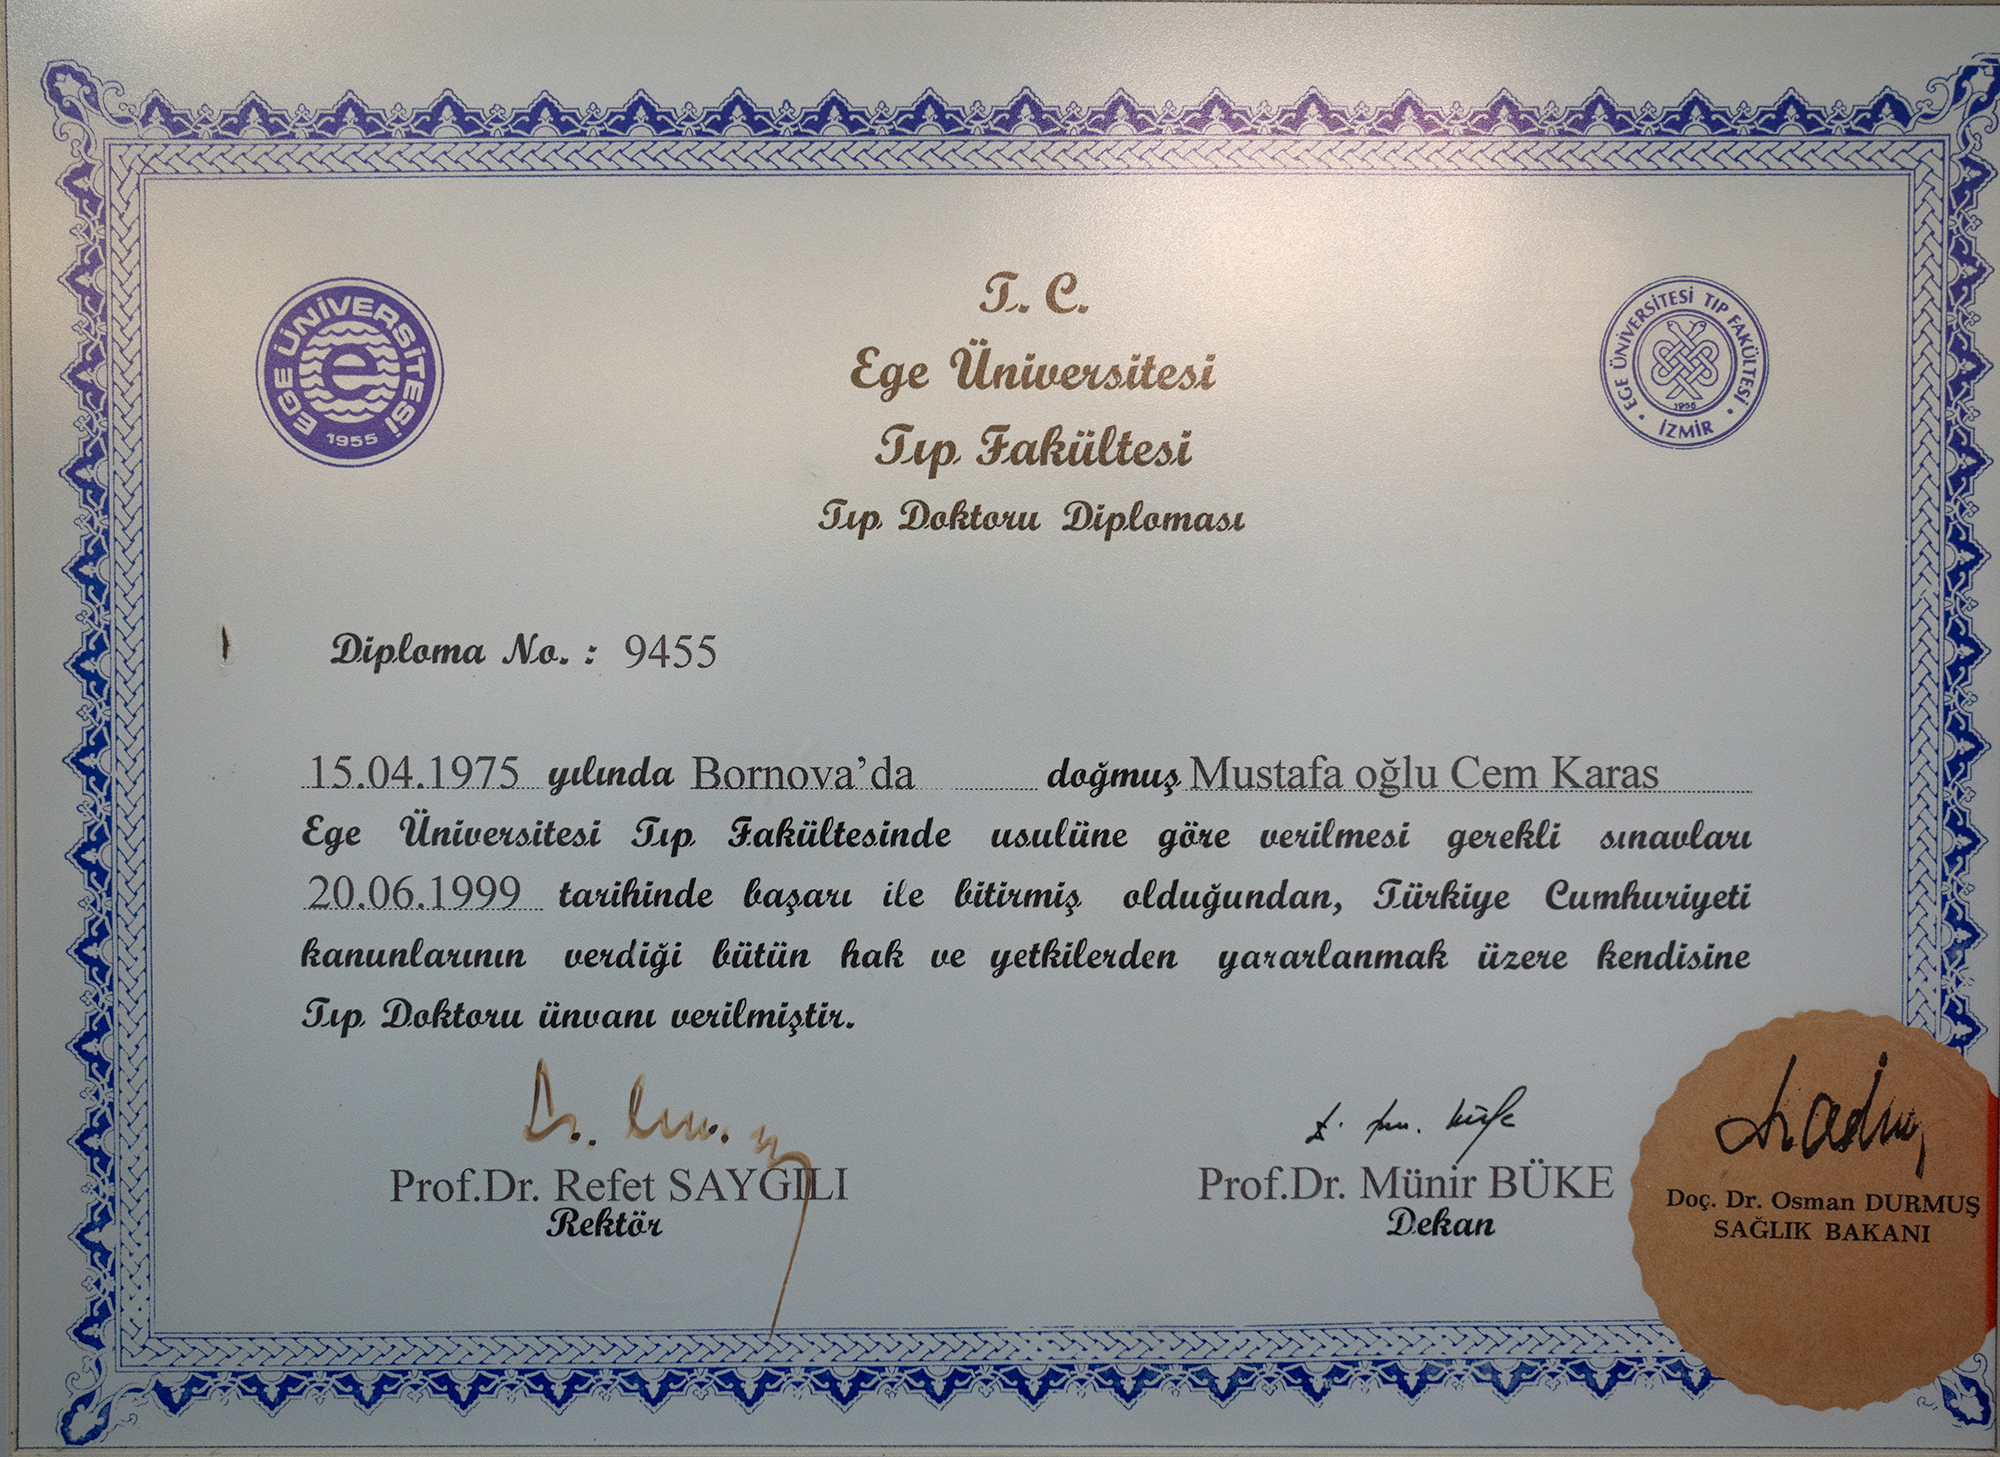 EGE ÜNİVERSİTESİ
e
1955
T. C.
Ege Üniversitesi
Tıp Fakültesi
Tıp Doktoru Diploması
EGE ÜNİVERSİTESİ TIP FAKÜLTESİ
1955
İZMİR
Diploma No. : 9455
15.04.1975 yılında Bornova’da doğmuş Mustafa oğlu Cem Karas
Ege Üniversitesi Tıp Fakültesinde usulüne göre verilmesi gerekli sınavları
20.06.1999 tarihinde başarı ile bitirmiş olduğundan, Türkiye Cumhuriyeti
kanunlarının verdiği bütün hak ve yetkilerden yararlanmak üzere kendisine
Tıp Doktoru ünvanı verilmiştir.
Prof.Dr. Refet SAYGILI
Rektör
Prof.Dr. Münir BÜKE
Dekan
Doç. Dr. Osman DURMUŞ
SAĞLIK BAKANI